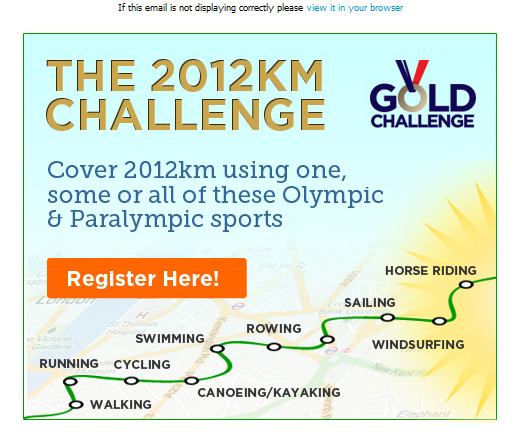 If this email is not displaying correctly please view it in your browser
THE 2012KM
CHALLENGE
GOLD
CHALLENGE
Cover 2012km using one,
some or all of these Olympic
& Paralympic sports
Register Here!
HORSE RIDING
SAILING
ROWING
WINDSURFING
SWIMMING
RUNNING
CYCLING
CANOEING/KAYAKING
WALKING
London
Elephant